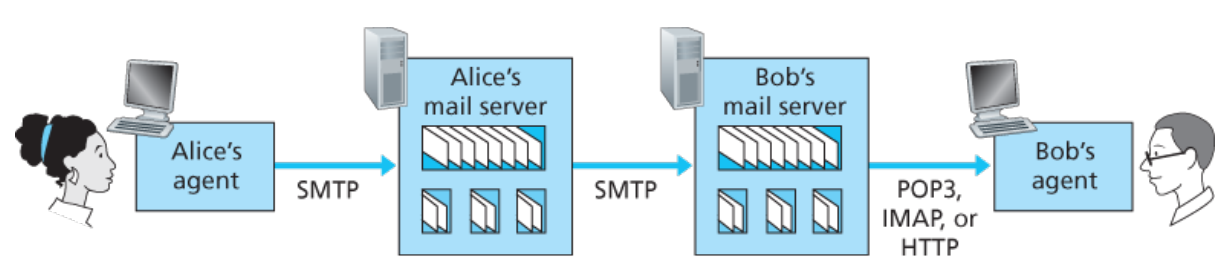 Alice's
agent
SMTP
Alice's
mail server
SMTP
Bob's
mail server
POP3,
IMAP, or
HTTP
Bob's
agent